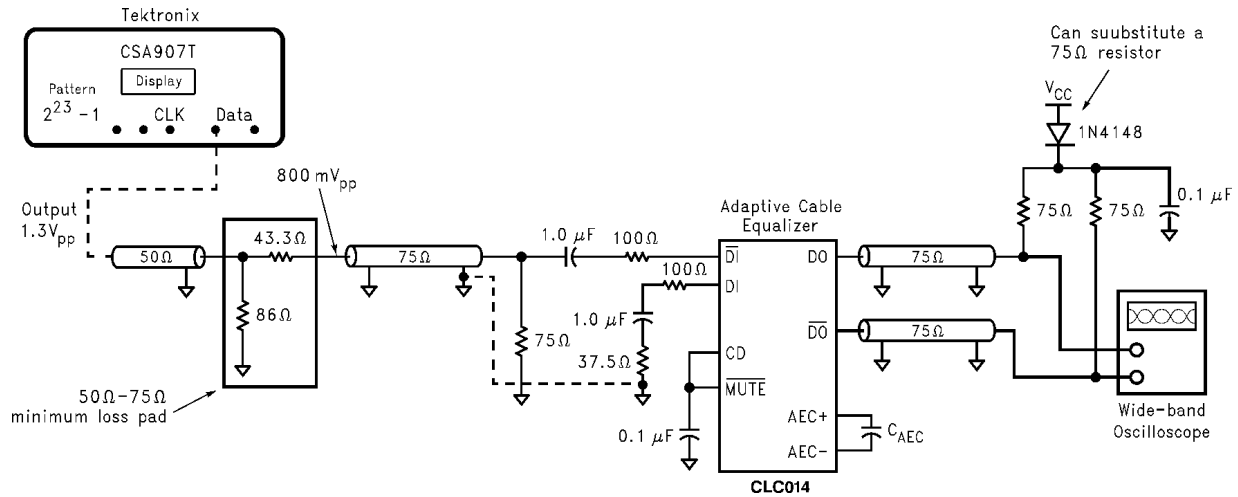 Tektronix
CSA907T
Display
Pattern
2^23 -1
CLK
Data
Output
1.3Vpp
50Ω
43.3Ω
86Ω
50Ω-75Ω
minimum loss pad
800 mVpp
75Ω
75Ω
1.0 μF
100Ω
100Ω
1.0 μF
37.5Ω
0.1 μF
Adaptive Cable
Equalizer
D̅I̅
DI
CD
M̅U̅T̅E̅
DO
D̅O̅
AEC+
AEC-
CAEC
CLC014
75Ω
75Ω
Can suubstitute a
75Ω resistor
VCC
1N4148
75Ω
75Ω
0.1 μF
Wide-band
Oscilloscope